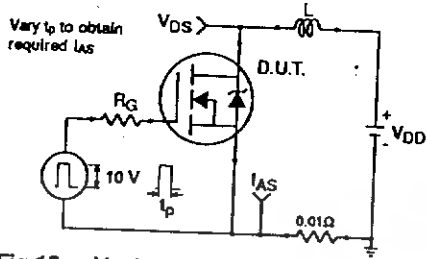 Vary tp to obtain
required IAS
VDS
L
D.U.T.
RG
+
VDD
-
10 V
tp
IAS
0.01Ω